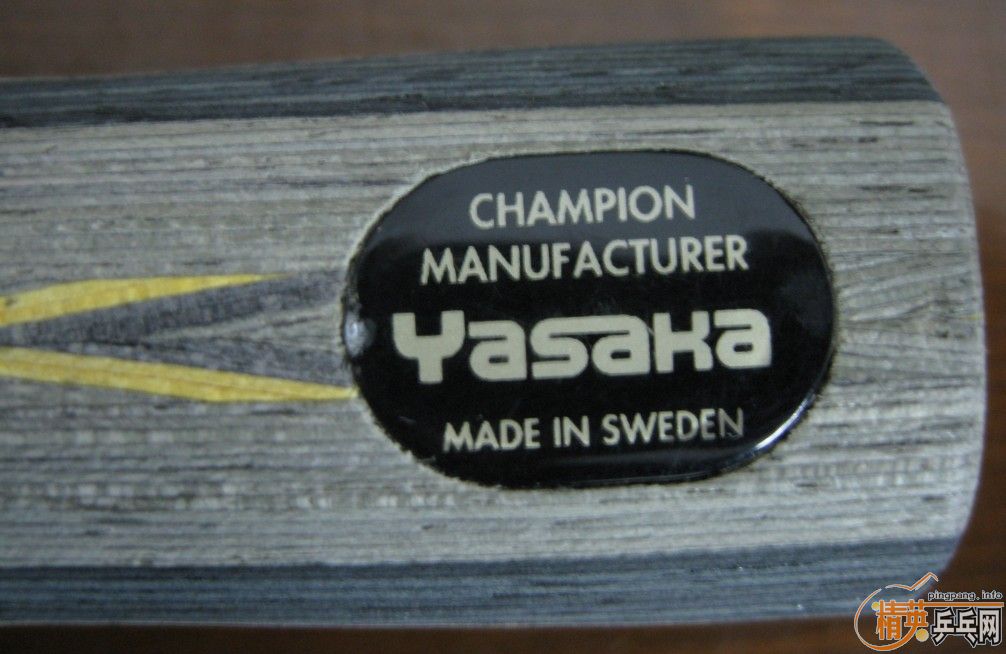 CHAMPION
MANUFACTURER
Yasaka
MADE IN SWEDEN
pingpang.info
精英乒乓网